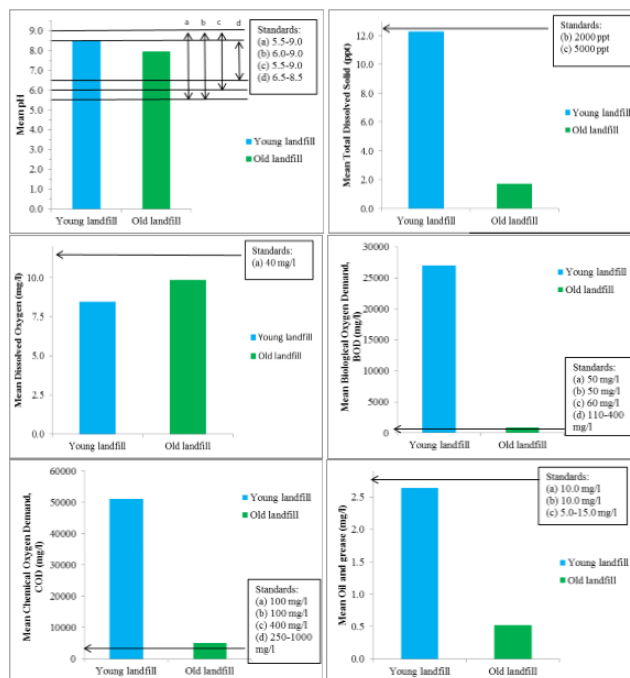 a b c d
Standards:
(a) 5.5-9.0
(b) 6.0-9.0
(c) 5.5-9.0
(d) 6.5-8.5
9.0
8.0
7.0
6.0
5.0
4.0
3.0
2.0
1.0
0.0
Mean pH
Young landfill
Old landfill
Young landfill Old landfill
Standards:
(b) 2000 ppt
(c) 5000 ppt
12.0
10.0
8.0
6.0
4.0
2.0
0.0
Mean Total Dissolved Solid (ppt)
Young landfill
Old landfill
Young landfill Old landfill
Standards:
(a) 40 mg/l
10.0
7.5
5.0
2.5
0.0
Mean Dissolved Oxygen (mg/l)
Young landfill
Old landfill
Young landfill Old landfill
30000
25000
20000
15000
10000
5000
0
Mean Biological Oxygen Demand,
BOD (mg/l)
Young landfill
Old landfill
Standards:
(a) 50 mg/l
(b) 50 mg/l
(c) 60 mg/l
(d) 110-400
mg/l
Young landfill Old landfill
60000
50000
40000
30000
20000
10000
0
Mean Chemical Oxygen Demand,
COD (mg/l)
Young landfill
Old landfill
Standards:
(a) 100 mg/l
(b) 100 mg/l
(c) 400 mg/l
(d) 250-1000
mg/l
Young landfill Old landfill
Standards:
(a) 10.0 mg/l
(b) 10.0 mg/l
(c) 5.0-15.0 mg/l
2.5
2.0
1.5
1.0
0.5
0.0
Mean Oil and grease (mg/l)
Young landfill
Old landfill
Young landfill Old landfill